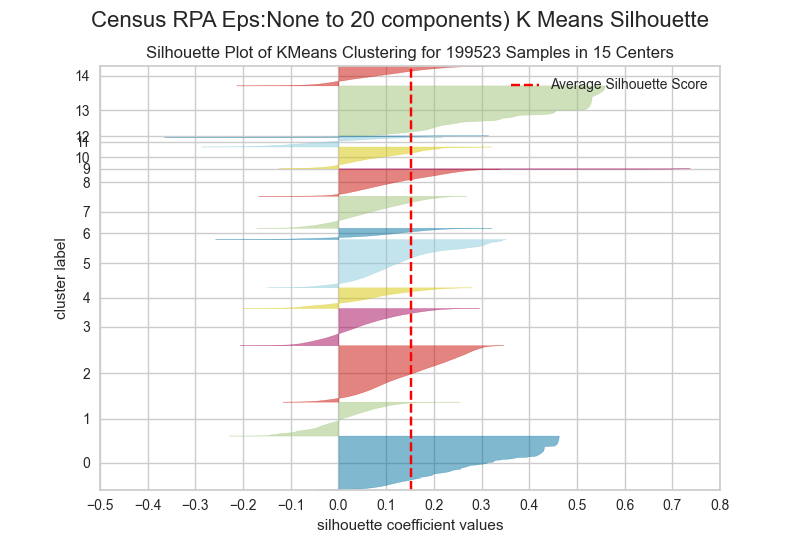 Census RPA Eps:None to 20 components) K Means Silhouette
Silhouette Plot of KMeans Clustering for 199523 Samples in 15 Centers
Average Silhouette Score
cluster label
14
13
12
11
10
9
8
7
6
5
4
3
2
1
0
−0.5 −0.4 −0.3 −0.2 −0.1 0.0 0.1 0.2 0.3 0.4 0.5 0.6 0.7 0.8
silhouette coefficient values